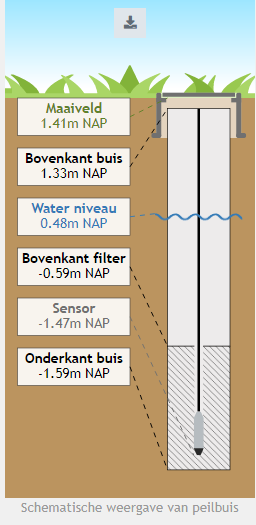 Maaiveld
1.41m NAP
Bovenkant buis
1.33m NAP
Water niveau
0.48m NAP
Bovenkant filter
-0.59m NAP
Sensor
-1.47m NAP
Onderkant buis
-1.59m NAP
Schematische weergave van peilbuis